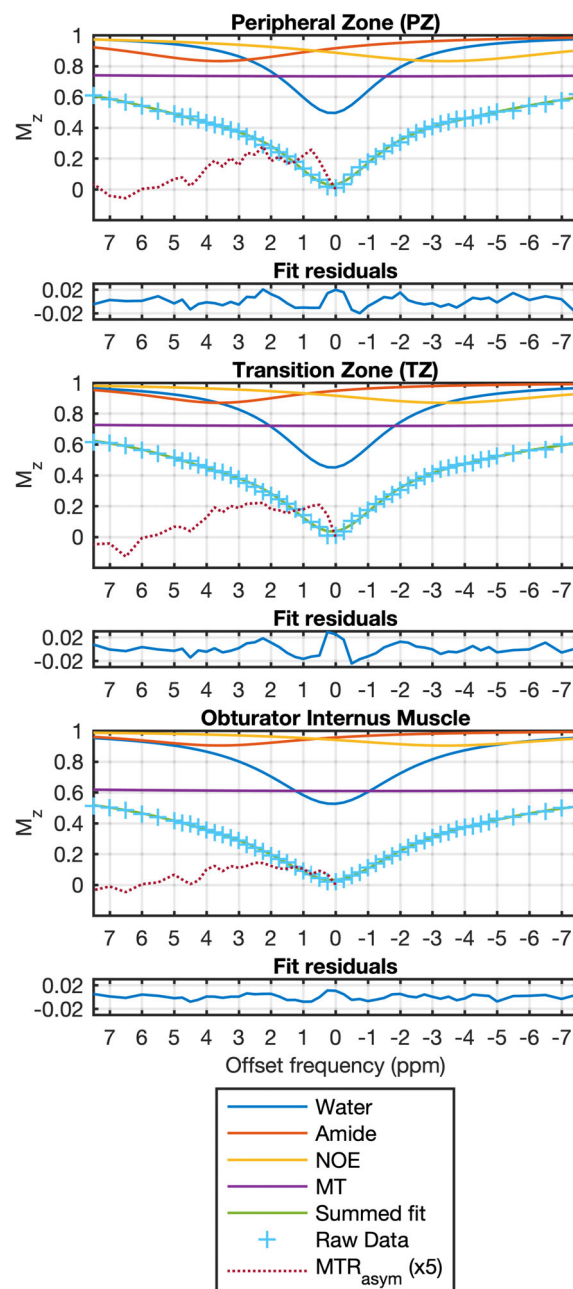 Peripheral Zone (PZ)
1
0.8
0.6
0.4
0.2
0
M_z
7 6 5 4 3 2 1 0 -1 -2 -3 -4 -5 -6 -7
Fit residuals
0.02
-0.02
7 6 5 4 3 2 1 0 -1 -2 -3 -4 -5 -6 -7
Transition Zone (TZ)
1
0.8
0.6
0.4
0.2
0
M_z
7 6 5 4 3 2 1 0 -1 -2 -3 -4 -5 -6 -7
Fit residuals
0.02
-0.02
7 6 5 4 3 2 1 0 -1 -2 -3 -4 -5 -6 -7
Obturator Internus Muscle
1
0.8
0.6
0.4
0.2
0
M_z
7 6 5 4 3 2 1 0 -1 -2 -3 -4 -5 -6 -7
Fit residuals
0.02
-0.02
7 6 5 4 3 2 1 0 -1 -2 -3 -4 -5 -6 -7
Offset frequency (ppm)
Water
Amide
NOE
MT
Summed fit
Raw Data
MTR_asym (x5)